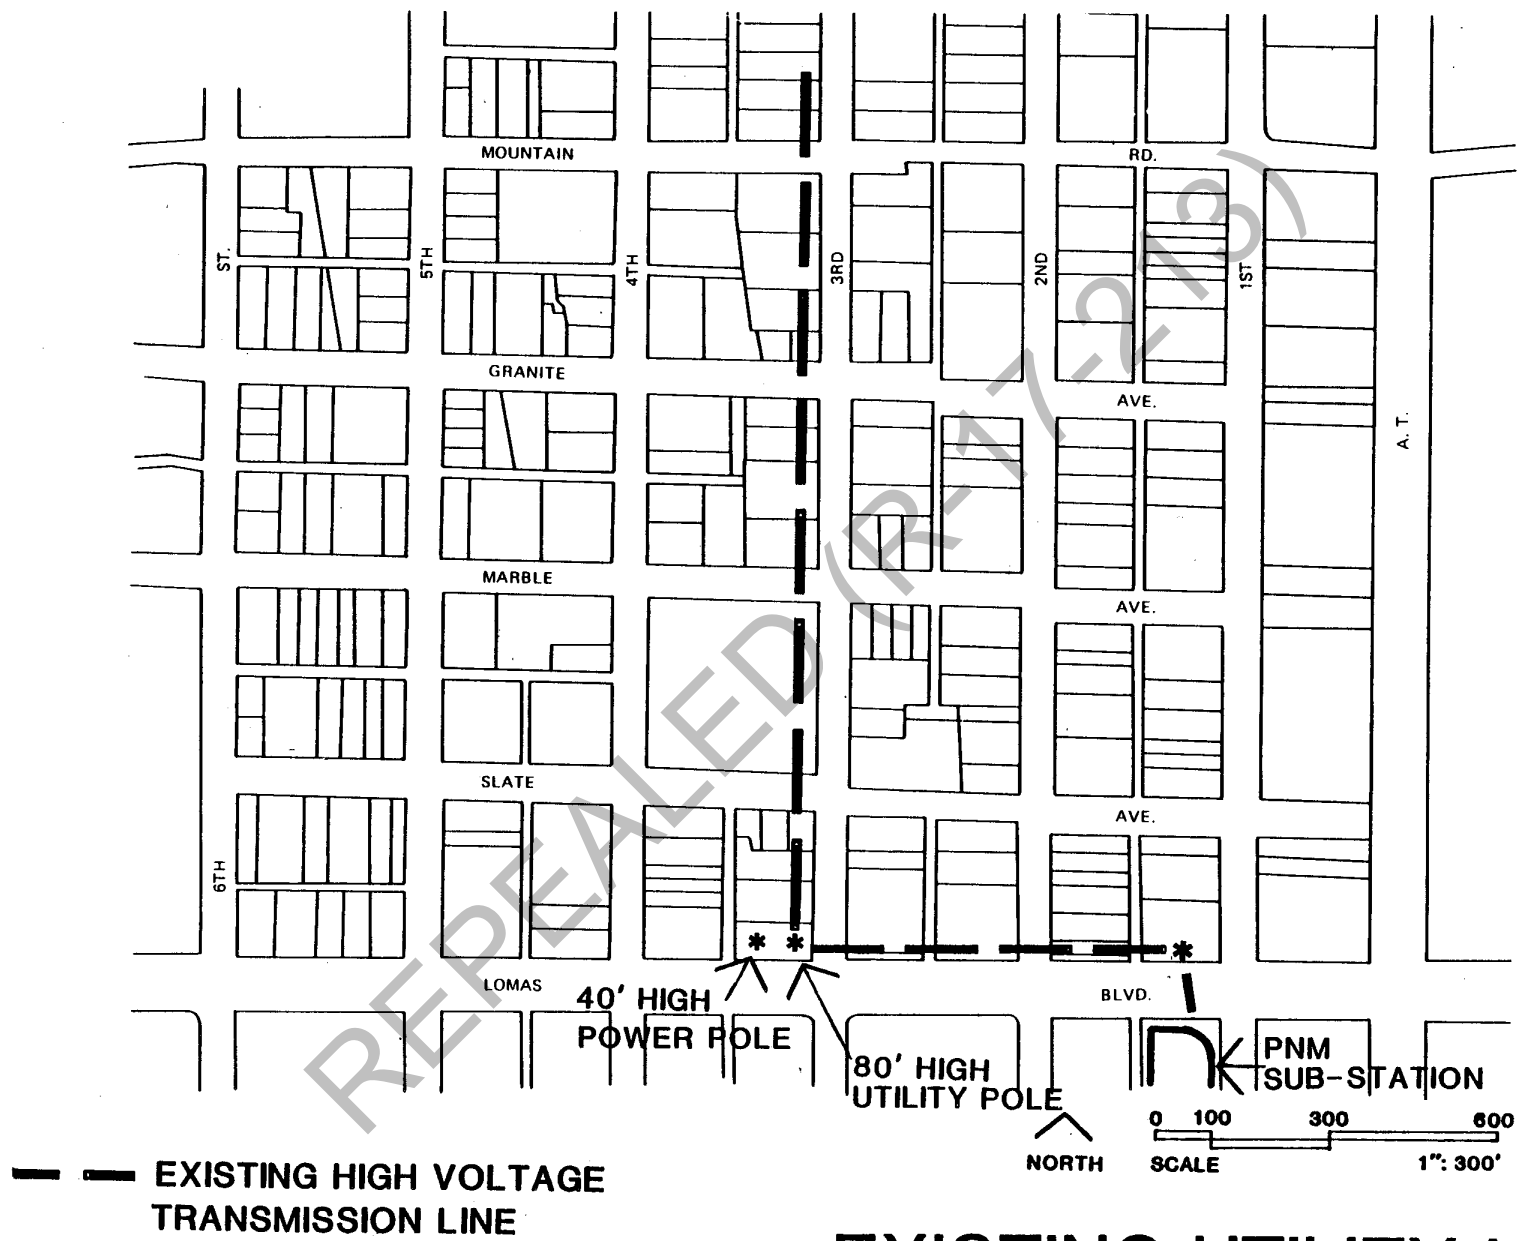 MOUNTAIN RD.
ST.
5TH
4TH
3RD
2ND
1ST
GRANITE AVE.
A.T.
MARBLE AVE.
SLATE AVE.
6TH
* * *
LOMAS BLVD.
40' HIGH
POWER POLE
80' HIGH
UTILITY POLE
PNM
SUB-STATION
NORTH
0 100 300 600
SCALE 1": 300'
EXISTING HIGH VOLTAGE
TRANSMISSION LINE
REPEALED (R-17-213)